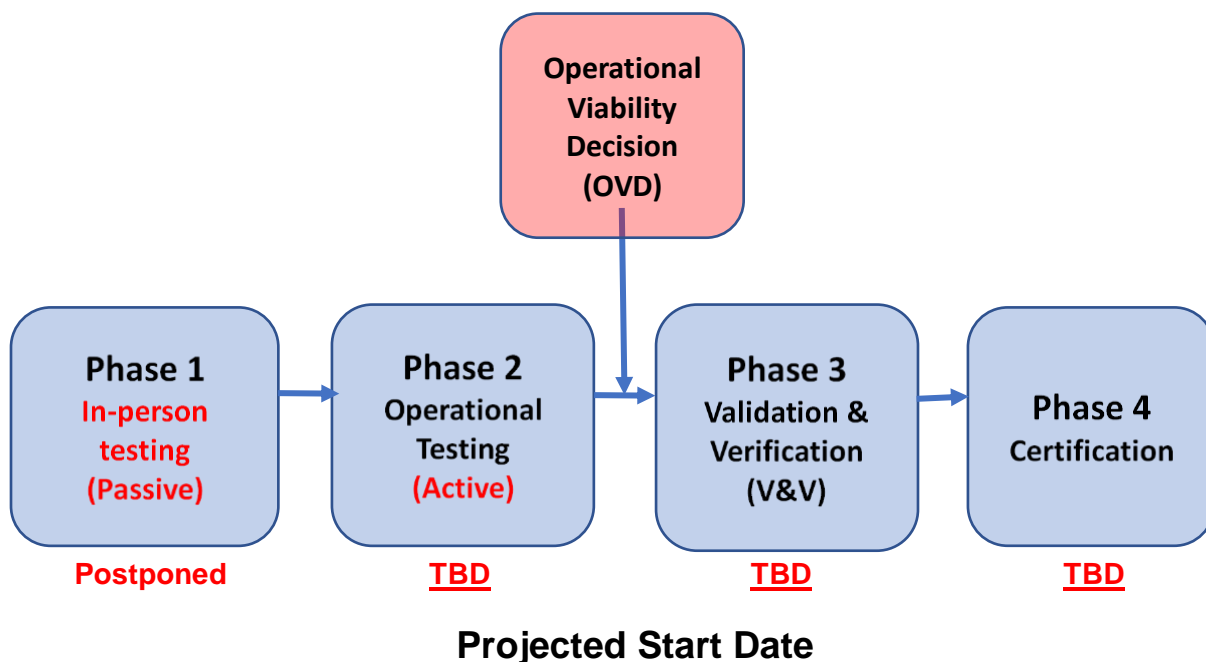 Operational
Viability
Decision
(OVD)
Phase 1
In-person
testing
(Passive)
Phase 2
Operational
Testing
(Active)
Phase 3
Validation &
Verification
(V&V)
Phase 4
Certification
Postponed
TBD
TBD
TBD
Projected Start Date